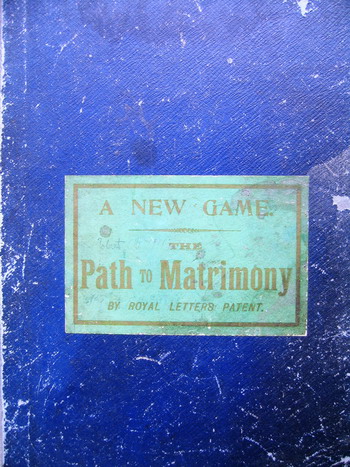 A NEW GAME.
THE
Path TO Matrimony
BY ROYAL LETTERS PATENT.